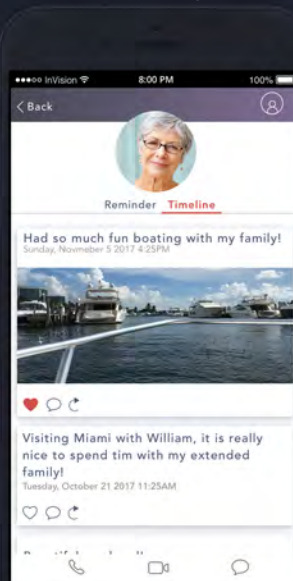 InVision
8:00 PM
100%
Back
Reminder Timeline
Had so much fun boating with my family!
Sunday, Novmeber 5 2017 4:25PM
Visiting Miami with William, it is really
nice to spend tim with my extended
family!
Tuesday, October 21 2017 11:25AM